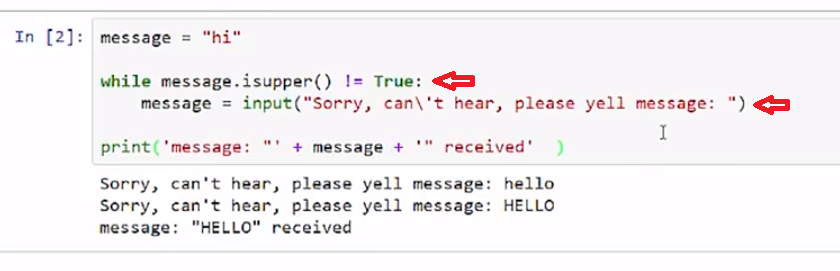 In [2]: message = "hi"
while message.isupper() != True:
    message = input("Sorry, can\'t hear, please yell message: ")
print('message: "' + message + '" received'  )
Sorry, can't hear, please yell message: hello
Sorry, can't hear, please yell message: HELLO
message: "HELLO" received